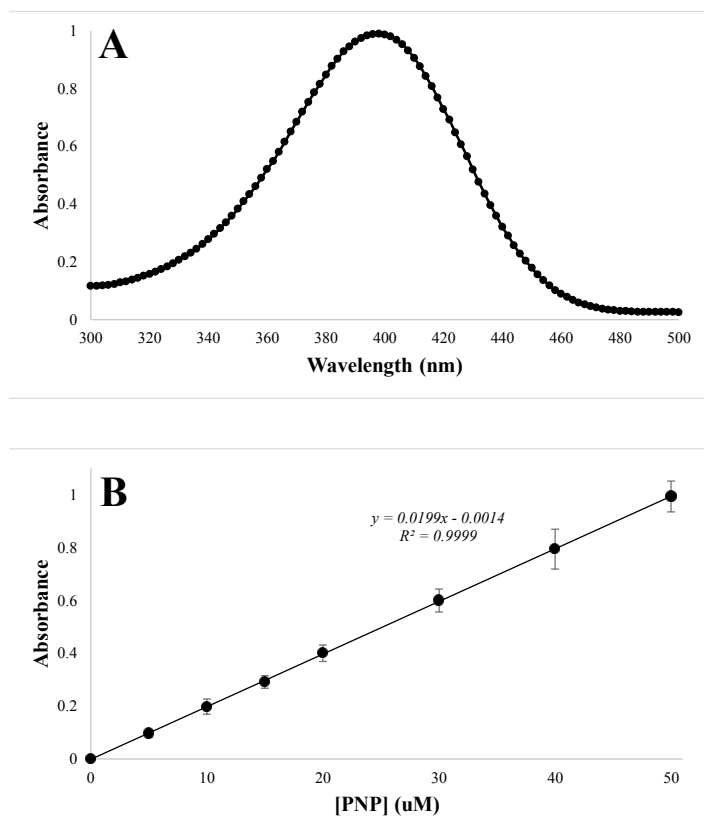 A
1
0.8
0.6
0.4
0.2
0
Absorbance
300 320 340 360 380 400 420 440 460 480 500
Wavelength (nm)
B
y = 0.0199x - 0.0014
R² = 0.9999
1
0.8
0.6
0.4
0.2
0
Absorbance
0 10 20 30 40 50
[PNP] (uM)